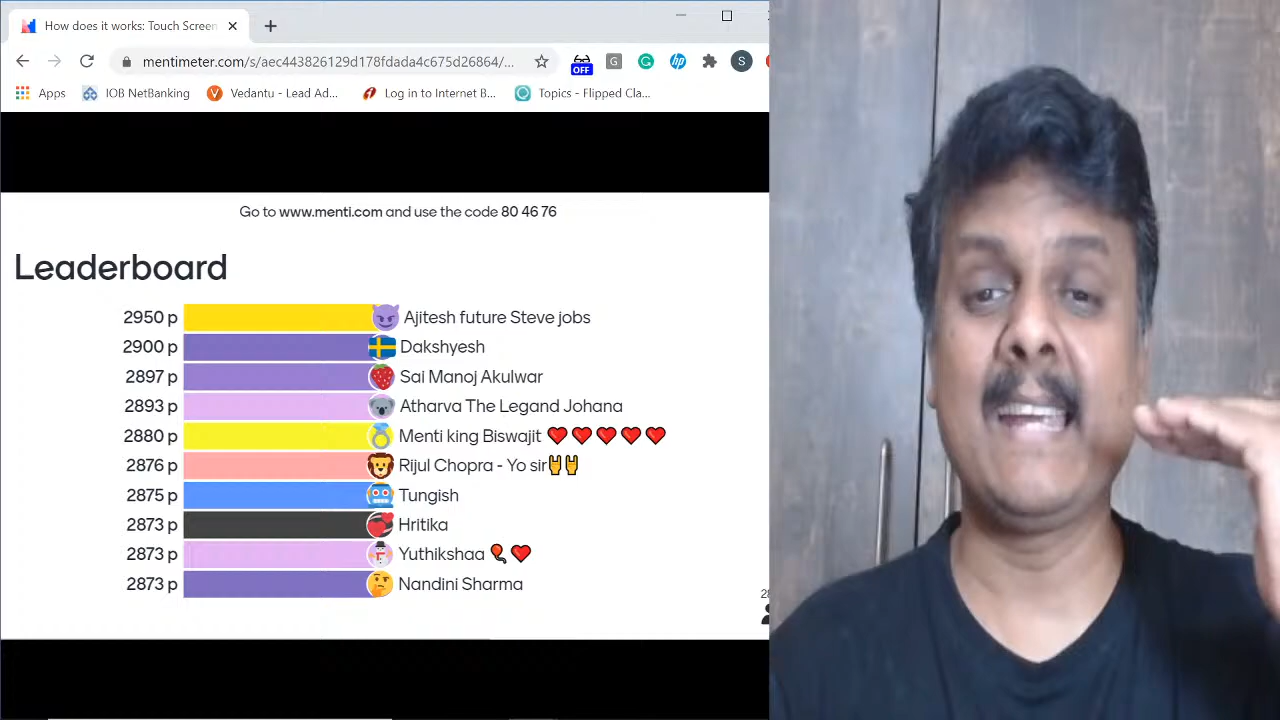 How does it works: Touch Screen
mentimeter.com/s/aec4438b6129d178fdada4c675d26864/...
OFF
G
S
Apps
IOB NetBanking
Vedantu - Lead Ad...
Log in to Internet B...
Topics - Flipped Cla...
Go to www.menti.com and use the code 80 46 76
Leaderboard
2950 p Ajitesh future Steve jobs
2900 p Dakshyesh
2897 p Sai Manoj Akulwar
2893 p Atharva The Legand Johana
2880 p Menti king Biswajit ❤️❤️❤️❤️❤️
2876 p Rijul Chopra - Yo sir🤘🤘
2875 p Tungish
2873 p Hritika
2873 p Yuthikshaa 🎈❤️
2873 p Nandini Sharma